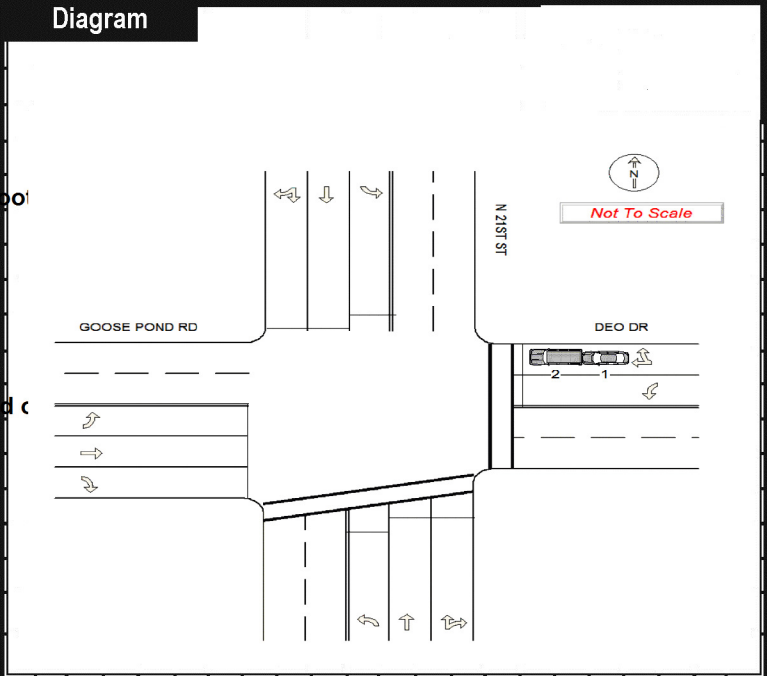 Diagram
N
Not To Scale
N 21ST ST
GOOSE POND RD
DEO DR
2
1